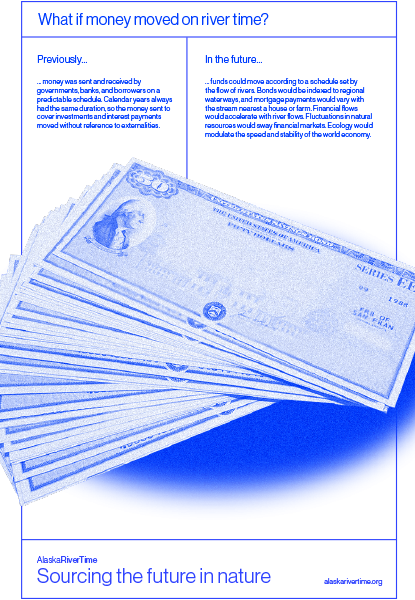 What if money moved on river time?
Previously...
... money was sent and received by
governments, banks, and borrowers on a
predictable schedule. Calendar years always
had the same duration, so the money sent to
cover investments and interest payments
moved without reference to externalities.
In the future...
... funds could move according to a schedule set by
the flow of rivers. Bonds would be indexed to regional
waterways, and mortgage payments would vary with
the stream nearest a house or farm. Financial flows
would accelerate with river flows. Fluctuations in natural
resources would sway financial markets. Ecology would
modulate the speed and stability of the world economy.
THE UNITED STATES OF AMERICA
FIFTY DOLLARS
SERIES EE
1986
FRB OF
SAN FRAN
AlaskaRiverTime
Sourcing the future in nature
alaskarivertime.org